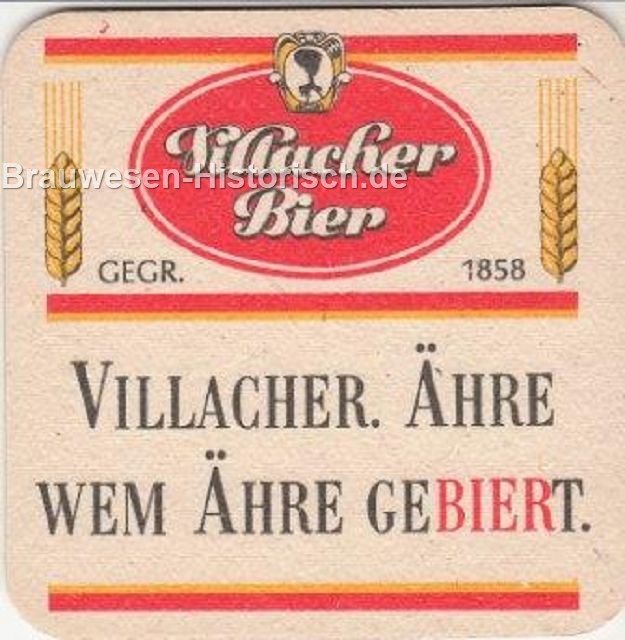 Villacher
Brauwesen-Historisch.de
Bier
GEGR. 1858
VILLACHER. ÄHRE
WEM ÄHRE GEBIERT.